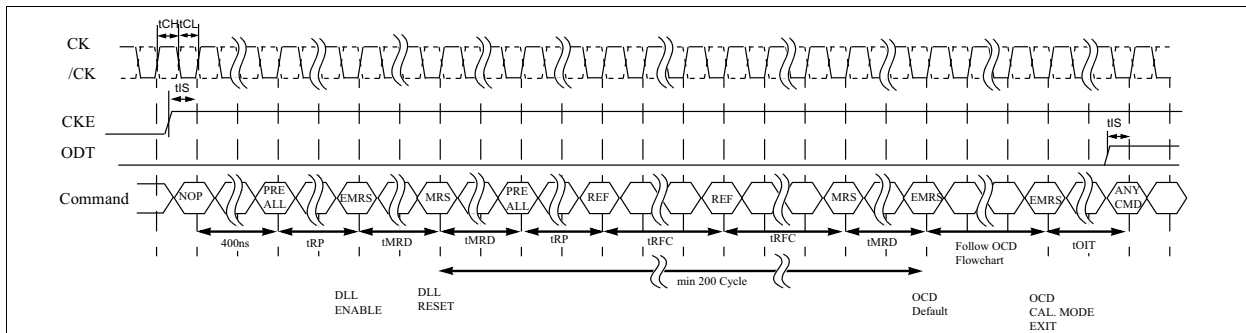 tCH tCL
CK
/CK
tIS
CKE
tIS
ODT
Command
NOP
PRE
ALL
EMRS
MRS
PRE
ALL
REF
REF
MRS
EMRS
EMRS
ANY
CMD
400ns
tRP
tMRD
tMRD
tRP
tRFC
tRFC
tMRD
Follow OCD
Flowchart
tOIT
min 200 Cycle
DLL
ENABLE
DLL
RESET
OCD
Default
OCD
CAL. MODE
EXIT